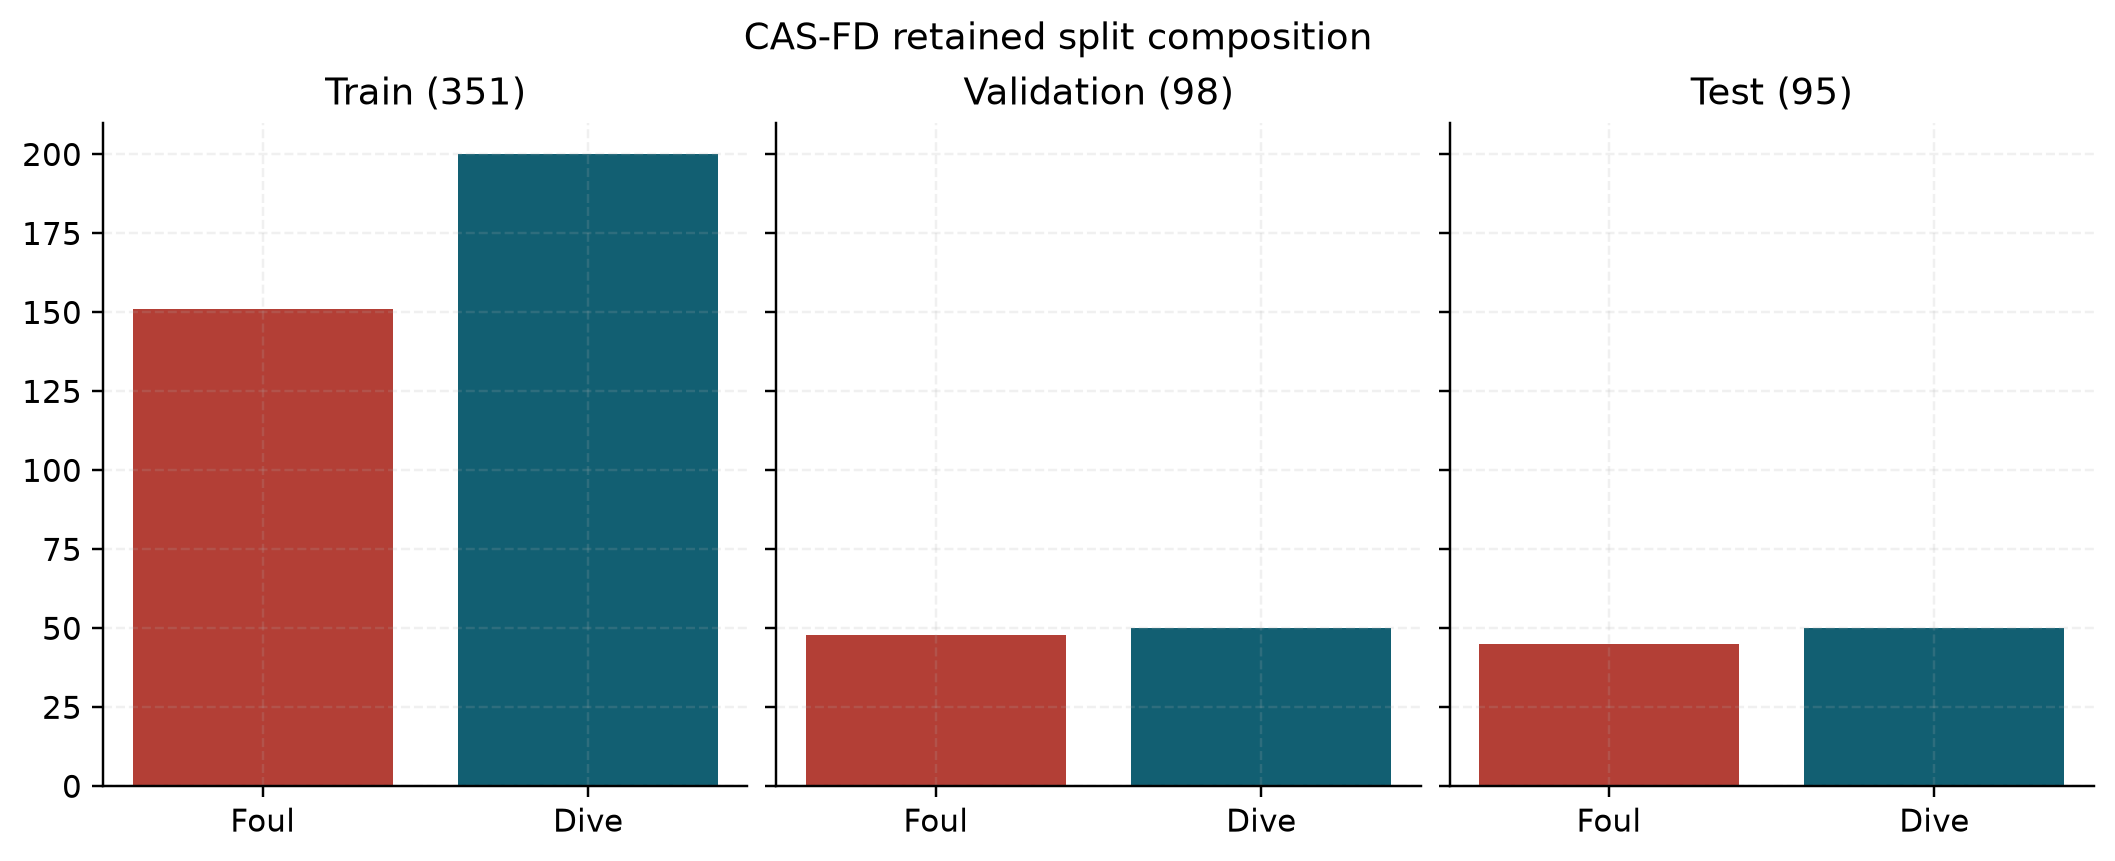 CAS-FD retained split composition
Train (351)
Validation (98)
Test (95)
200
175
150
125
100
75
50
25
0
Foul
Dive
Foul
Dive
Foul
Dive